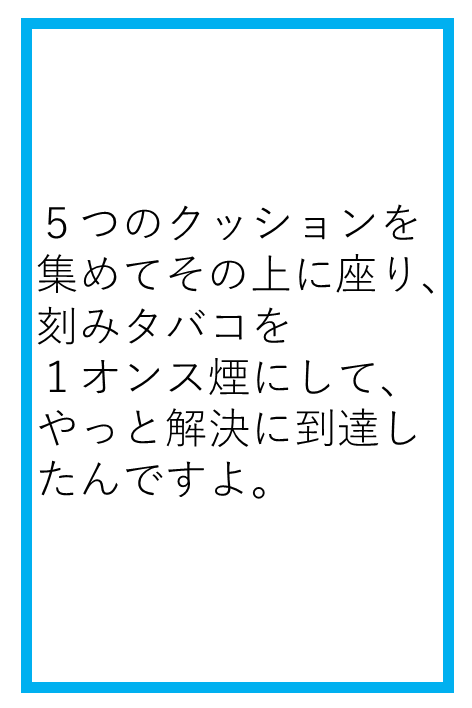 ５つのクッションを
集めてその上に座り、
刻みタバコを
１オンス煙にして、
やっと解決に到達し
たんですよ。